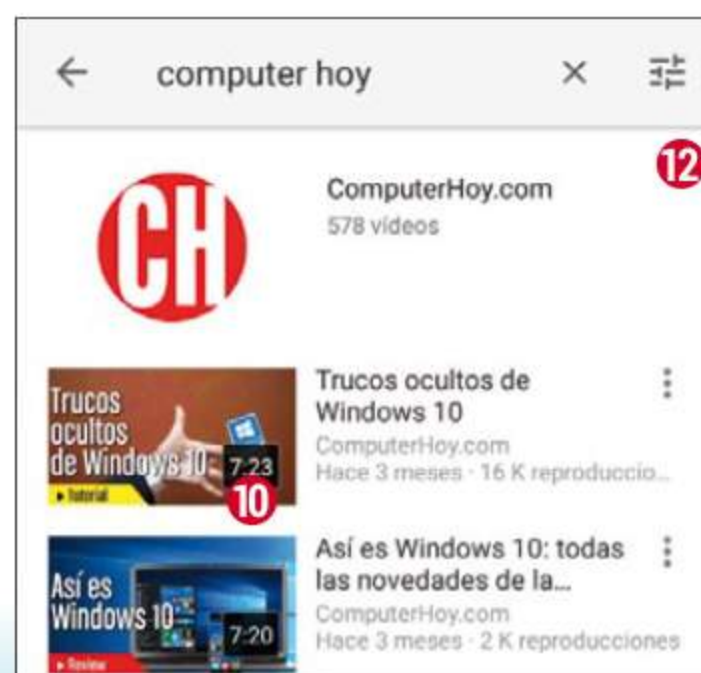 computer hoy
12
CH
ComputerHoy.com
578 vídeos
Trucos
ocultos
de Windows 10
7:23
Tutorial
10
Trucos ocultos de
Windows 10
ComputerHoy.com
Hace 3 meses · 16 K reproduccio...
Así es
Windows 10
7:20
Review
Así es Windows 10: todas
las novedades de la...
ComputerHoy.com
Hace 3 meses · 2 K reproducciones